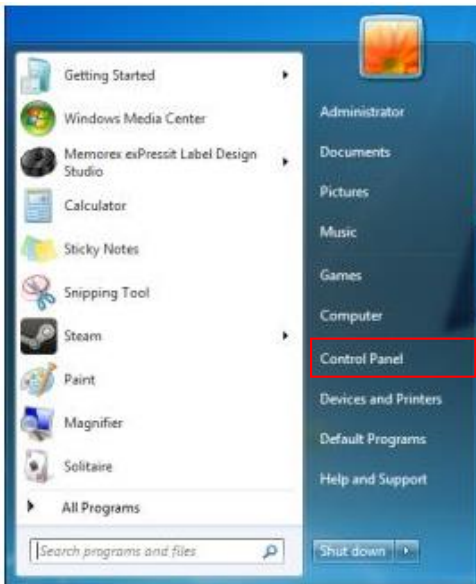 Getting Started
Windows Media Center
Memorex exPressit Label Design
Studio
Calculator
Sticky Notes
Snipping Tool
Steam
Paint
Magnifier
Solitaire
All Programs
Search programs and files
Administrator
Documents
Pictures
Music
Games
Computer
Control Panel
Devices and Printers
Default Programs
Help and Support
Shut down